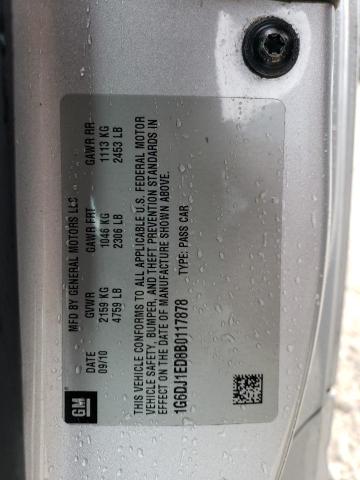 MFD BY GENERAL MOTORS LLC
DATE GVWR GAWR FRT GAWR RR
09/10 2159 KG 1046 KG 1113 KG
4759 LB 2306 LB 2453 LB
THIS VEHICLE CONFORMS TO ALL APPLICABLE U.S. FEDERAL MOTOR
VEHICLE SAFETY, BUMPER, AND THEFT PREVENTION STANDARDS IN
EFFECT ON THE DATE OF MANUFACTURE SHOWN ABOVE.
1G6DJ1ED8B0117878 TYPE: PASS CAR
GM